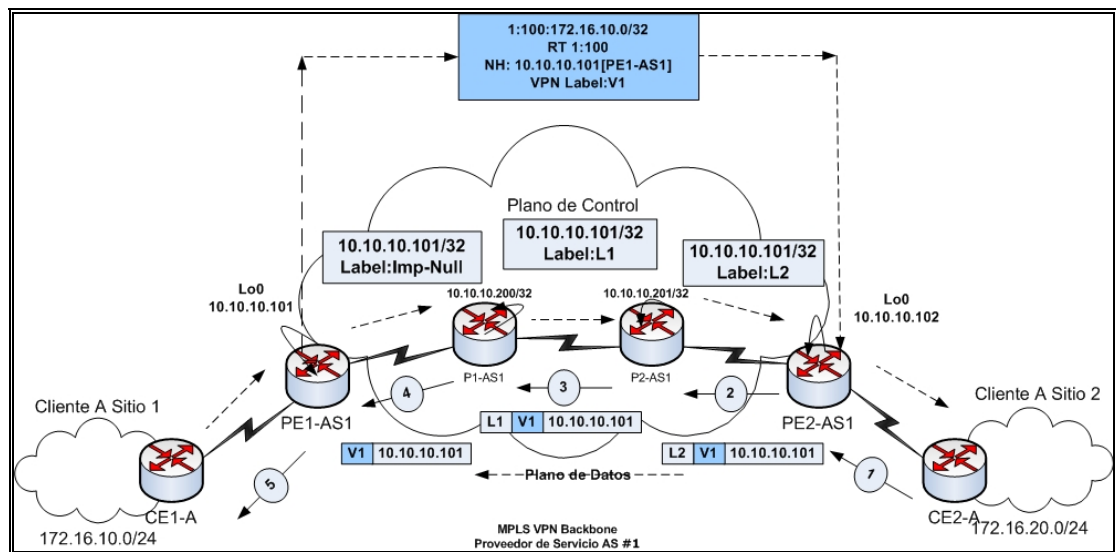 1:100:172.16.10.0/32
RT 1:100
NH: 10.10.10.101[PE1-AS1]
VPN Label:V1
Plano de Control
10.10.10.101/32
Label:Imp-Null
10.10.10.101/32
Label:L1
10.10.10.101/32
Label:L2
Lo0
10.10.10.101
10.10.10.200/32
10.10.10.201/32
Lo0
10.10.10.102
P1-AS1
P2-AS1
PE1-AS1
PE2-AS1
4
3
2
Cliente A Sitio 1
Cliente A Sitio 2
L1 V1 10.10.10.101
V1 10.10.10.101
L2 V1 10.10.10.101
Plano de Datos
5
1
CE1-A
CE2-A
172.16.10.0/24
172.16.20.0/24
MPLS VPN Backbone
Proveedor de Servicio AS #1